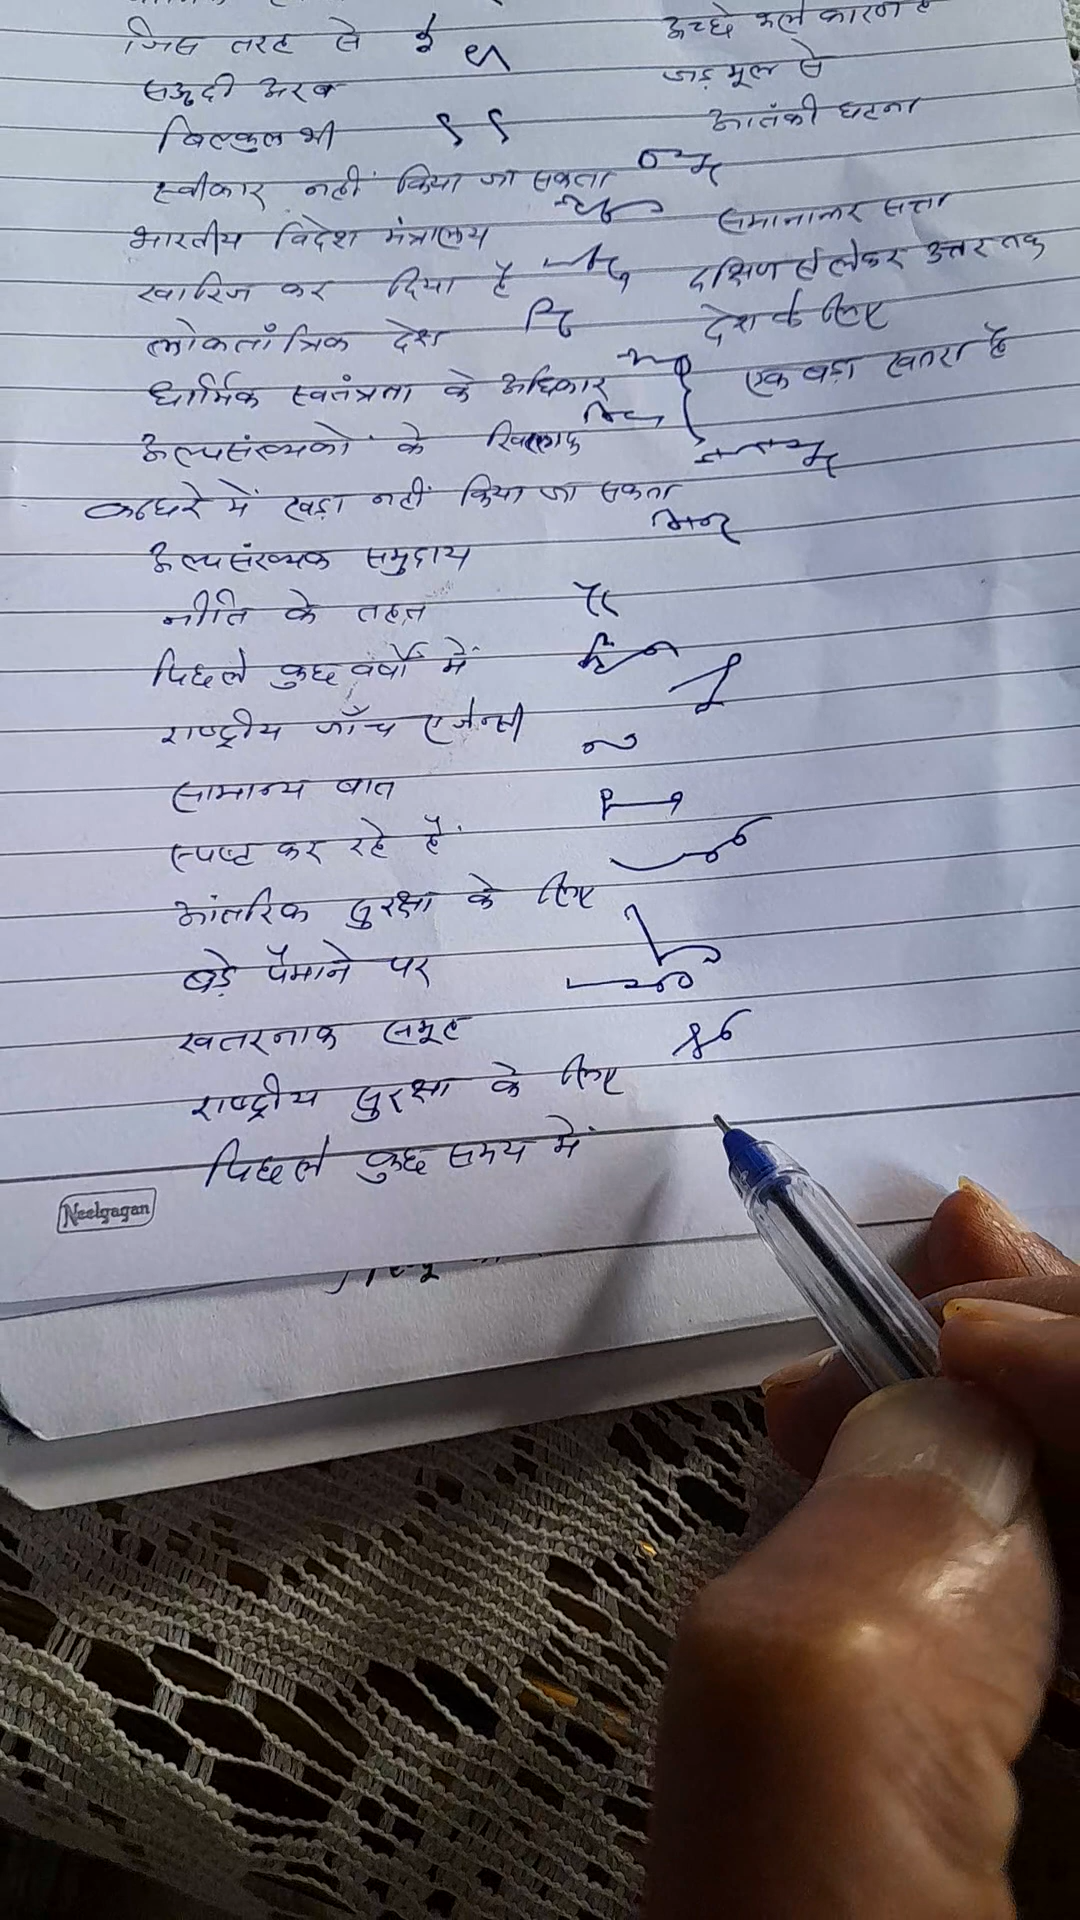 जिस तरह से
सऊदी अरब
बिल्कुल भी
स्वीकार नहीं किया जा सकता
भारतीय विदेश मंत्रालय
खारिज कर दिया है
लोकतांत्रिक देश
धार्मिक स्वतंत्रता के अधिकार
अल्पसंख्यकों के खिलाफ
कटघरे में खड़ा नहीं किया जा सकता
अल्पसंख्यक समुदाय
नीति के तहत
पिछले कुछ वर्षों में
राष्ट्रीय जाँच एजेन्सी
सामान्य बात
स्पष्ट कर रहे हैं
आंतरिक सुरक्षा के लिए
बड़े पैमाने पर
खतरनाक समूह
राष्ट्रीय सुरक्षा के लिए
पिछले कुछ समय में
Neelgagan
कारण
जड़ मूल से
आतंकी घटना
समानान्तर सत्ता
दक्षिण से लेकर उत्तर तक
देश के लिए
एक बड़ा खतरा है